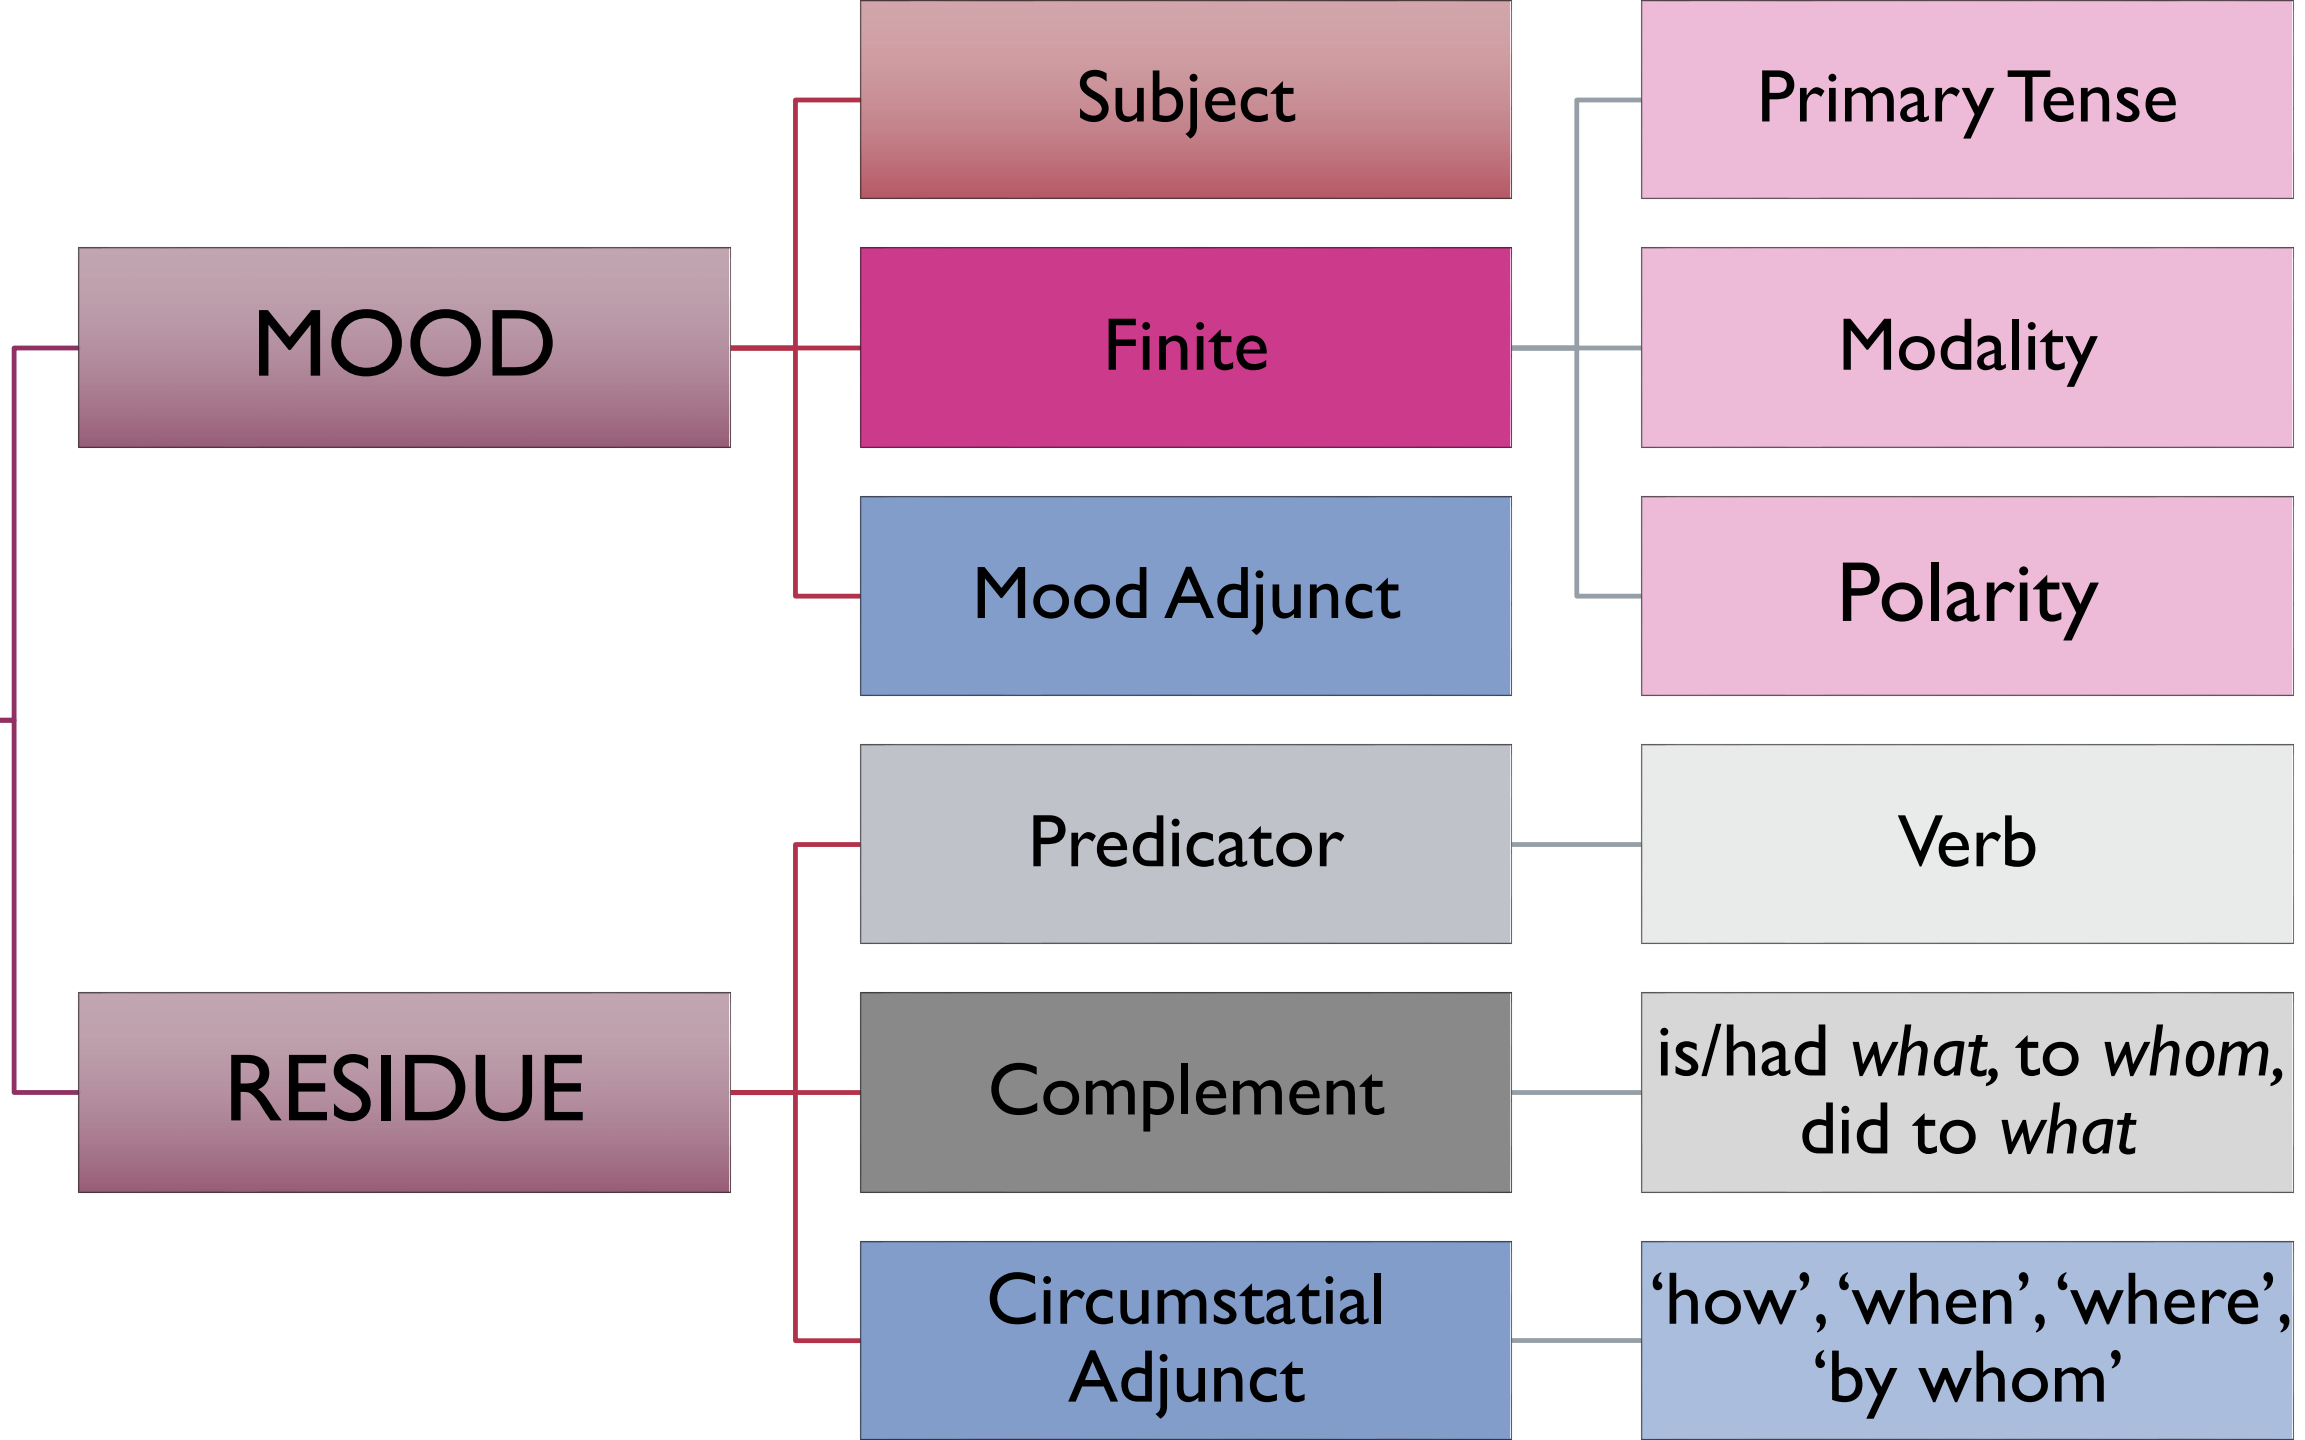 MOOD
Subject
Finite
Mood Adjunct
Primary Tense
Modality
Polarity
RESIDUE
Predicator
Complement
Circumstatial
Adjunct
Verb
is/had what, to whom,
did to what
‘how’, ‘when’, ‘where’,
‘by whom’